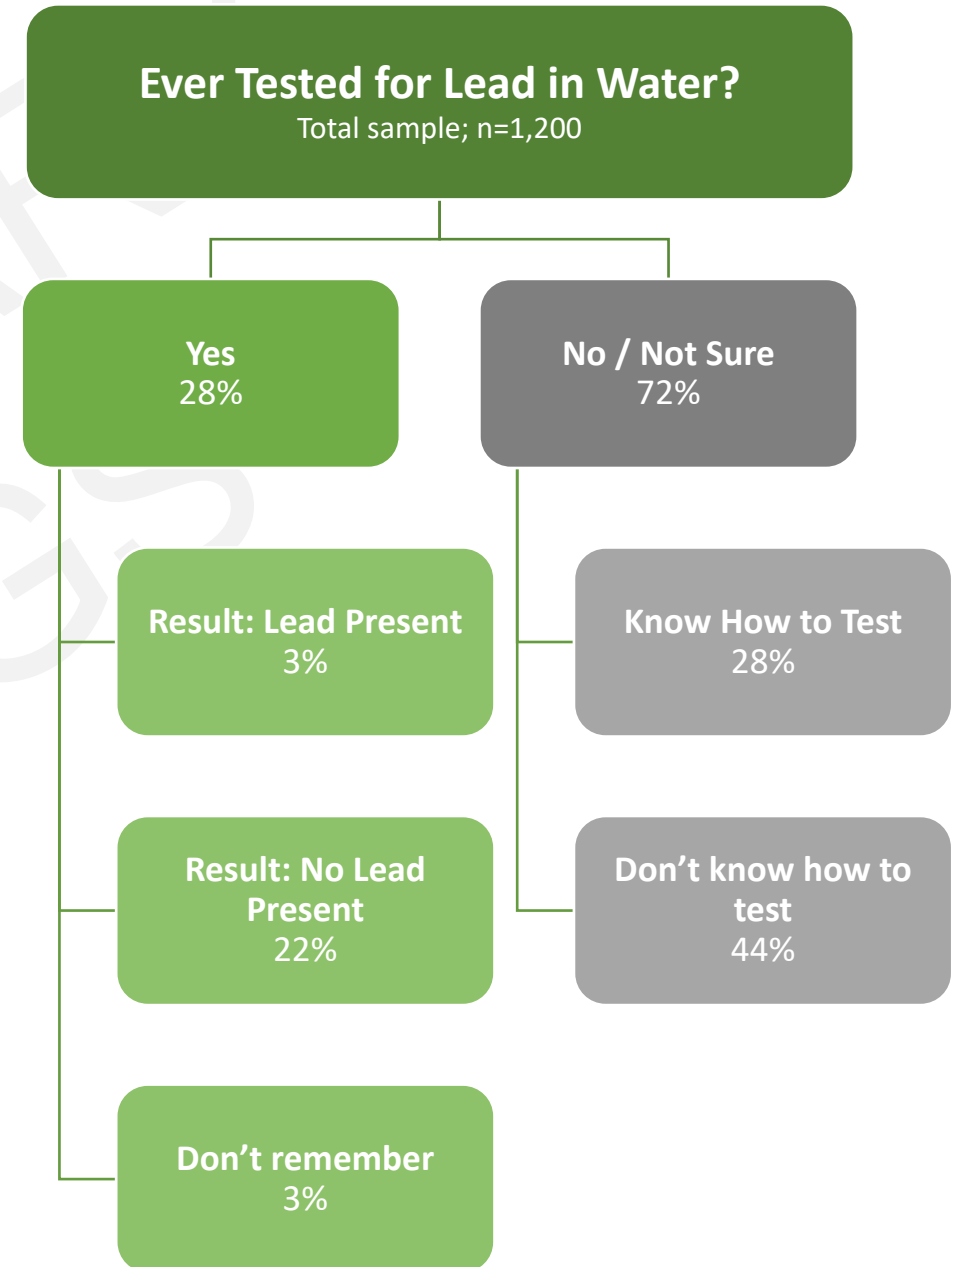 Ever Tested for Lead in Water?
Total sample; n=1,200
Yes
28%
No / Not Sure
72%
Result: Lead Present
3%
Know How to Test
28%
Result: No Lead
Present
22%
Don’t know how to
test
44%
Don’t remember
3%